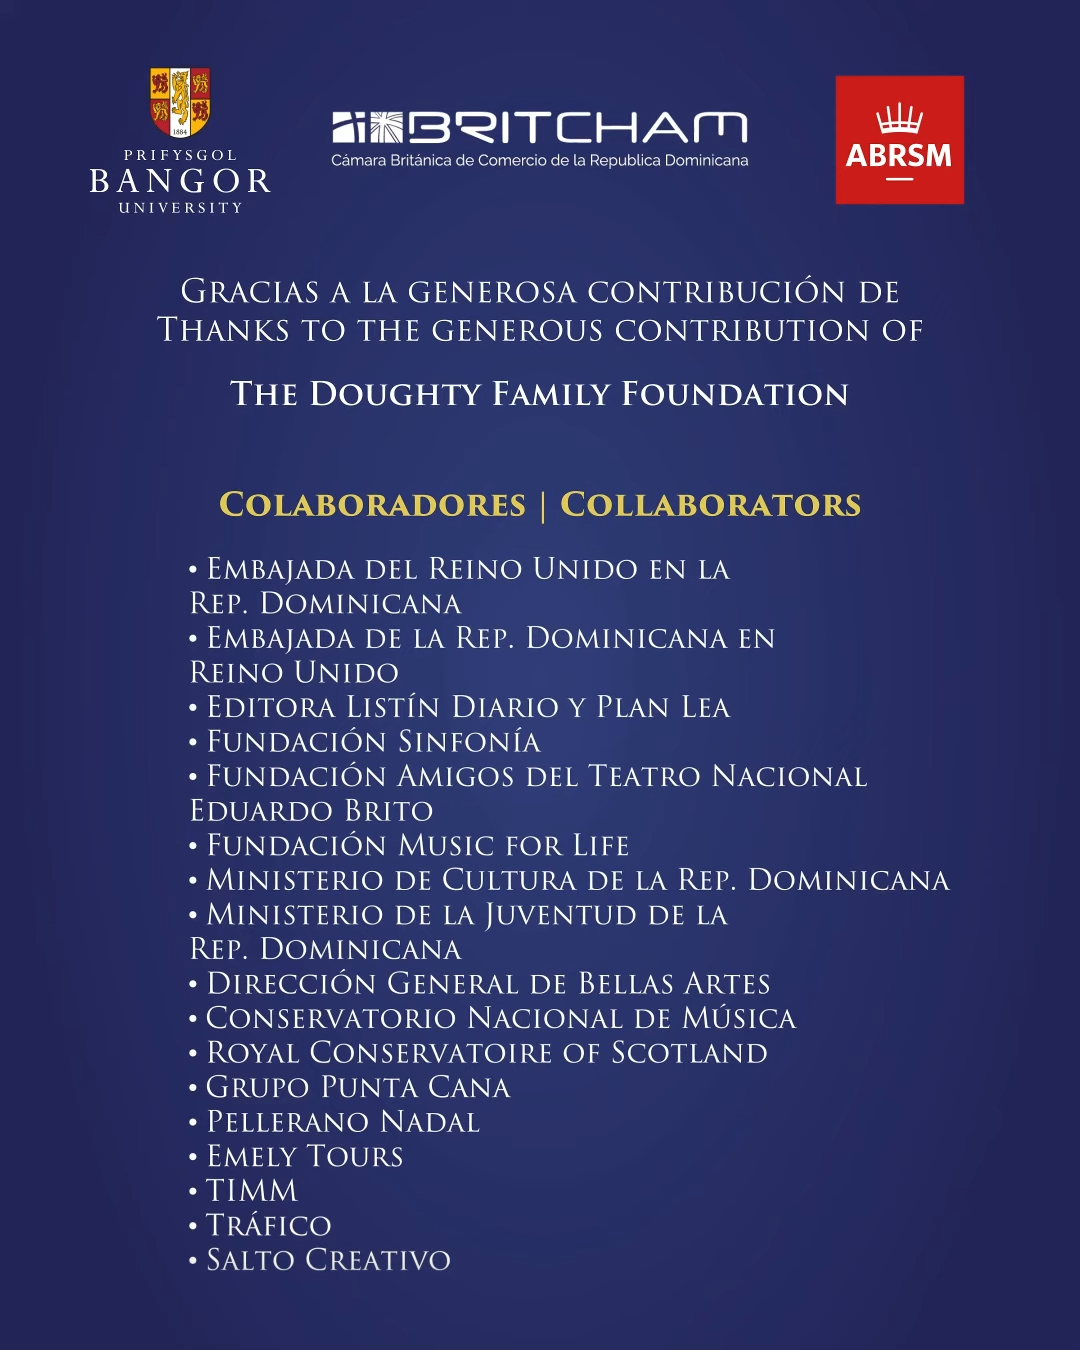 1884
PRIFYSGOL
BANGOR
UNIVERSITY
BRITCHAM
Cámara Británica de Comercio de la Republica Dominicana
ABRSM
Gracias a la generosa contribución de
Thanks to the generous contribution of
The Doughty Family Foundation
Colaboradores | Collaborators
• Embajada del Reino Unido en la
Rep. Dominicana
• Embajada de la Rep. Dominicana en
Reino Unido
• Editora Listín Diario y Plan Lea
• Fundación Sinfonía
• Fundación Amigos del Teatro Nacional
Eduardo Brito
• Fundación Music for Life
• Ministerio de Cultura de la Rep. Dominicana
• Ministerio de la Juventud de la
Rep. Dominicana
• Dirección General de Bellas Artes
• Conservatorio Nacional de Música
• Royal Conservatoire of Scotland
• Grupo Punta Cana
• Pellerano Nadal
• Emely Tours
• TIMM
• Tráfico
• Salto Creativo